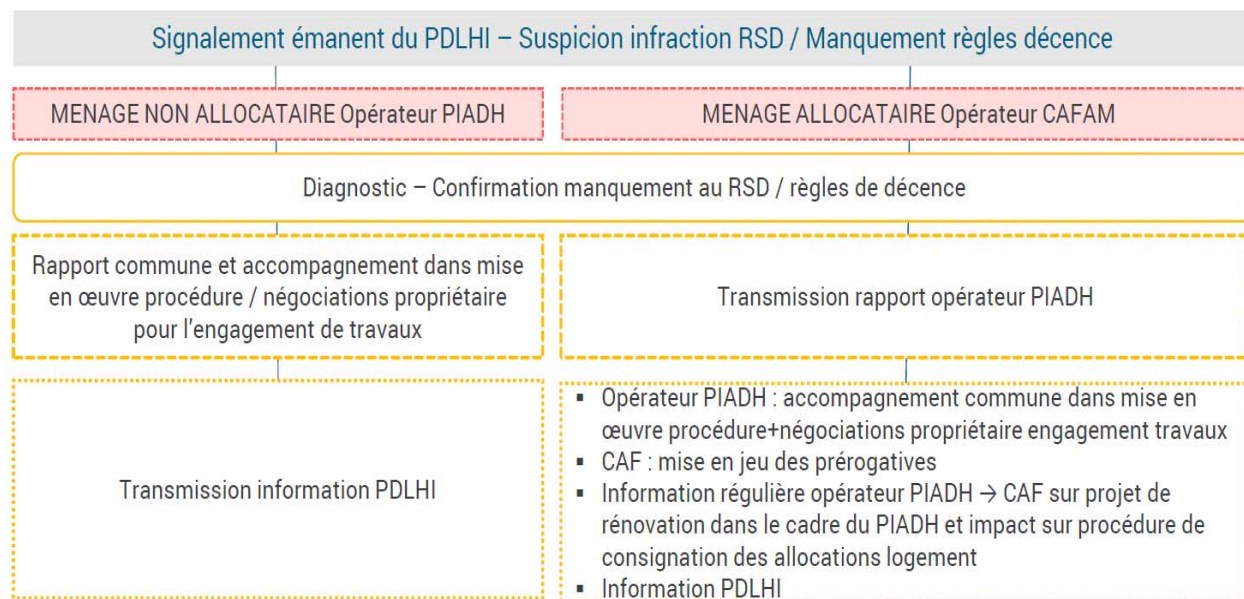 Signalement émanent du PDLHI – Suspicion infraction RSD / Manquement règles décence
MENAGE NON ALLOCATAIRE Opérateur PIADH
MENAGE ALLOCATAIRE Opérateur CAFAM
Diagnostic – Confirmation manquement au RSD / règles de décence
Rapport commune et accompagnement dans mise
en œuvre procédure / négociations propriétaire
pour l'engagement de travaux
Transmission rapport opérateur PIADH
Transmission information PDLHI
▪ Opérateur PIADH : accompagnement commune dans mise en
œuvre procédure+négociations propriétaire engagement travaux
▪ CAF : mise en jeu des prérogatives
▪ Information régulière opérateur PIADH → CAF sur projet de
rénovation dans le cadre du PIADH et impact sur procédure de
consignation des allocations logement
▪ Information PDLHI